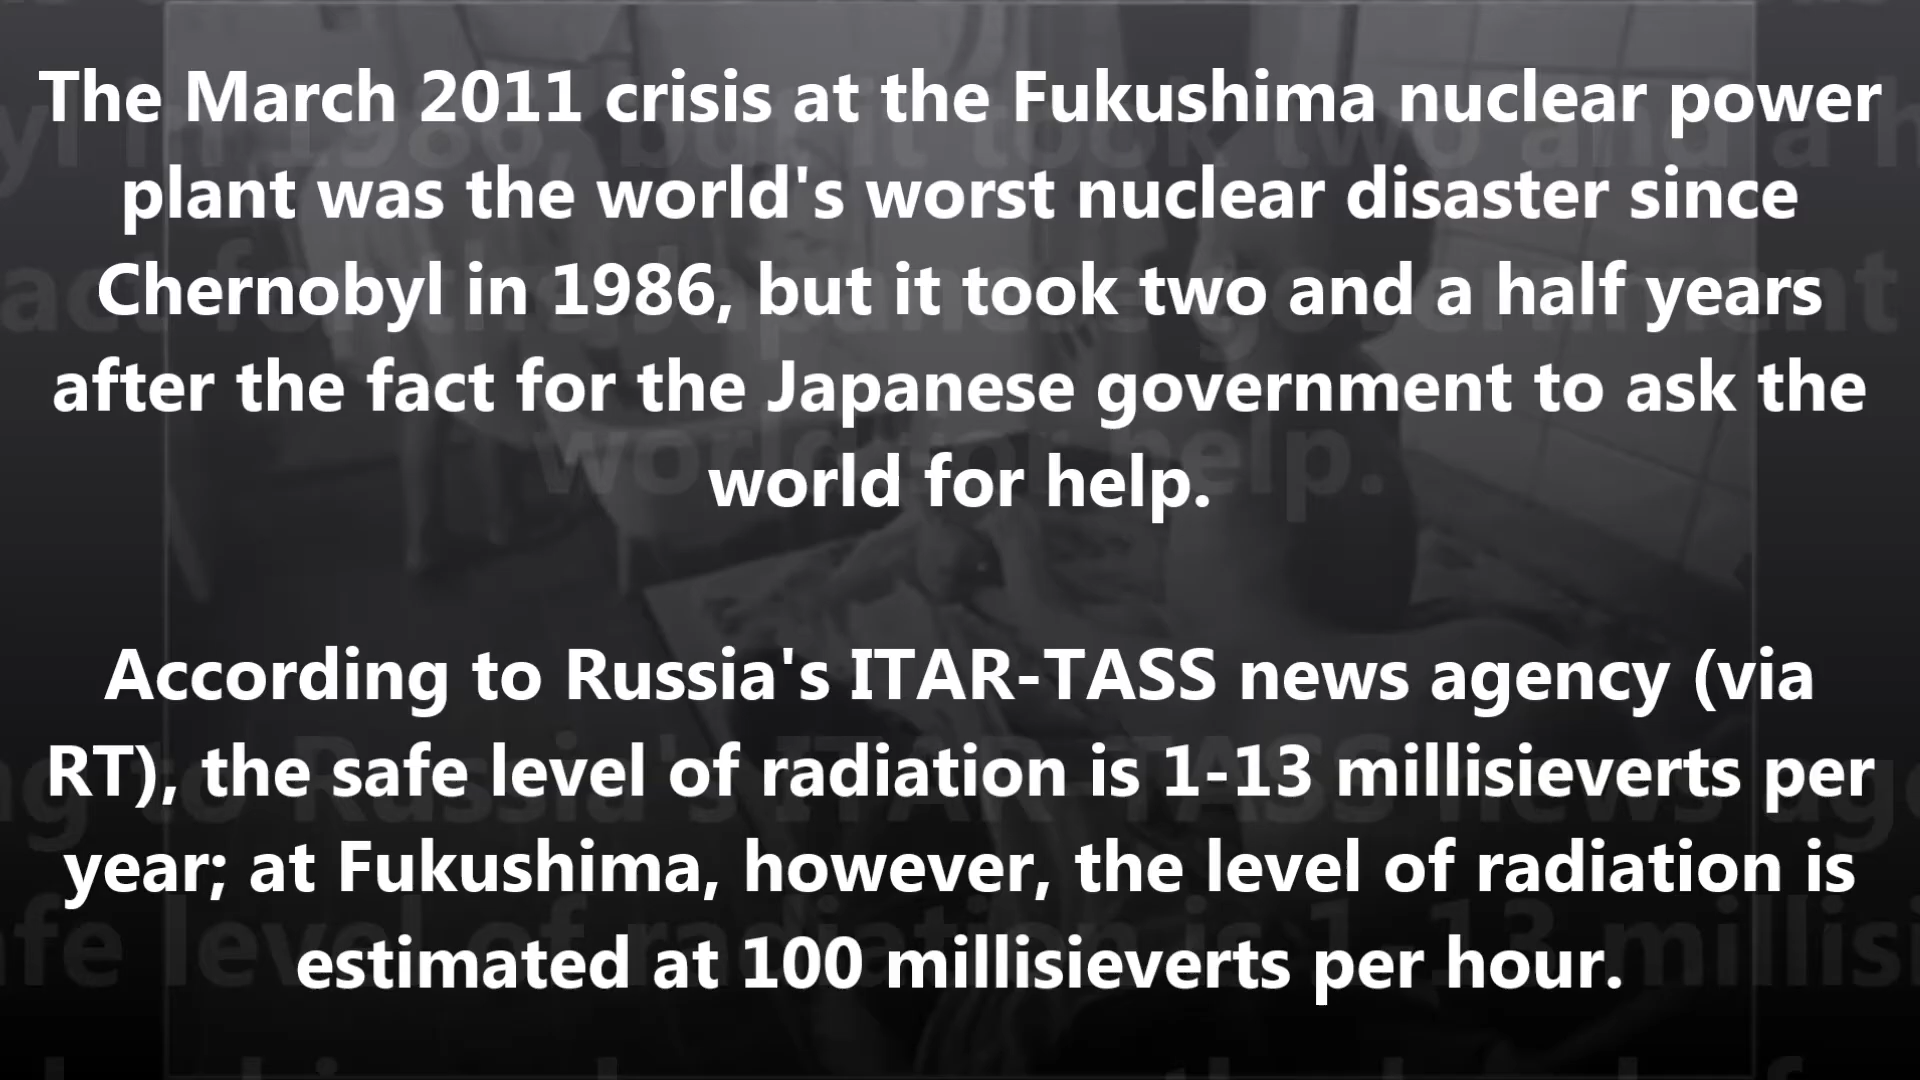 The March 2011 crisis at the Fukushima nuclear power
plant was the world's worst nuclear disaster since
Chernobyl in 1986, but it took two and a half years
after the fact for the Japanese government to ask the
world for help.
According to Russia's ITAR-TASS news agency (via
RT), the safe level of radiation is 1-13 millisieverts per
year; at Fukushima, however, the level of radiation is
estimated at 100 millisieverts per hour.